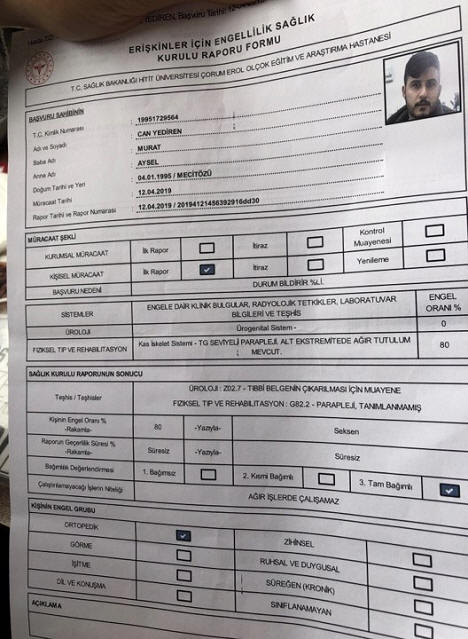 YEDİREN, Başvuru Tarihi: 12.04.
ERİŞKİNLER İÇİN ENGELLİLİK SAĞLIK
KURULU RAPORU FORMU
T.C. SAĞLIK BAKANLIĞI HİTİT ÜNİVERSİTESİ ÇORUM EROL OLÇOK EĞİTİM VE ARAŞTIRMA HASTANESİ
BAŞVURU SAHİBİNİN
T.C. Kimlik Numarası : 19951729564
Adı ve Soyadı : CAN YEDİREN
Baba Adı : MURAT
Anne Adı : AYSEL
Doğum Tarihi ve Yeri : 04.01.1995 / MECİTÖZÜ
Müracaat Tarihi : 12.04.2019
Rapor Tarihi ve Rapor Numarası : 12.04.2019 / 2019412145639291 6dd30
MÜRACAAT ŞEKLİ
KURUMSAL MÜRACAAT İlk Rapor İtiraz Kontrol Muayenesi
KİŞİSEL MÜRACAAT İlk Rapor İtiraz Yenileme
BAŞVURU NEDENİ DURUM BİLDİRİR %Lİ.
SİSTEMLER ENGELE DAİR KLİNİK BULGULAR, RADYOLOJİK TETKİKLER, LABORATUVAR BİLGİLERİ VE TEŞHİS ENGEL ORANI %
ÜROLOJİ Ürogenital Sistem - 0
FİZİKSEL TIP VE REHABİLİTASYON Kas İskelet Sistemi - TG SEVİYELİ PARAPLEJİ. ALT EKSTREMİTEDE AĞIR TUTULUM MEVCUT. 80
SAĞLIK KURULU RAPORUNUN SONUCU
Teşhis / Teşhisler ÜROLOJİ : Z02.7 - TIBBİ BELGENİN ÇIKARILMASI İÇİN MUAYENE
FİZİKSEL TIP VE REHABİLİTASYON : G82.2 - PARAPLEJİ, TANIMLANMAMIŞ
Kişinin Engel Oranı % -Rakamla- 80 -Yazıyla- Seksen
Raporun Geçerlilik Süresi % -Rakamla- Süresiz -Yazıyla- Süresiz
Bağımlılık Değerlendirmesi 1. Bağımsız 2. Kısmi Bağımlı 3. Tam Bağımlı
Çalıştırılamayacağı İşlerin Niteliği AĞIR İŞLERDE ÇALIŞAMAZ
KİŞİNİN ENGEL GRUBU
ORTOPEDİK ZİHİNSEL
GÖRME RUHSAL VE DUYGUSAL
İŞİTME SÜREĞEN (KRONİK)
DİL VE KONUŞMA SINIFLANAMAYAN
AÇIKLAMA